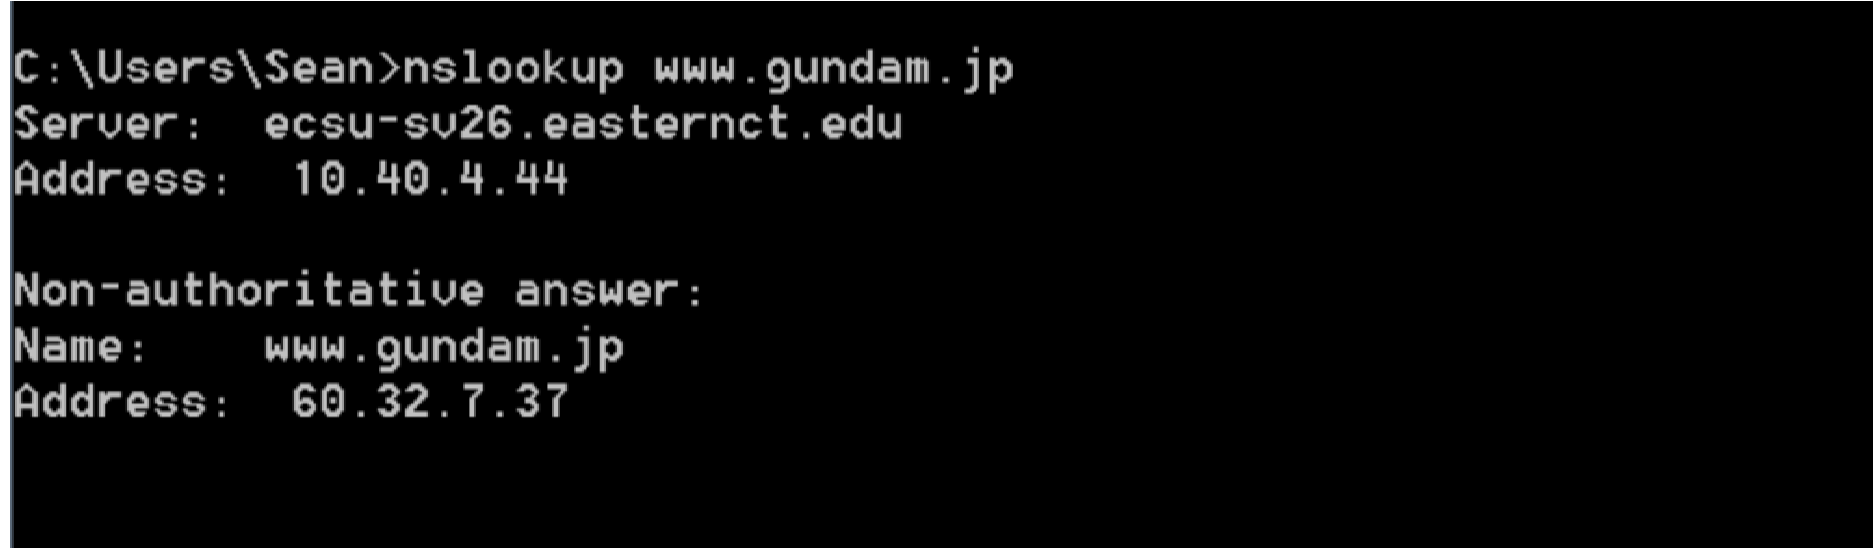 C:\Users\Sean>nslookup www.gundam.jp
Server:  ecsu-sv26.easternct.edu
Address:  10.40.4.44
Non-authoritative answer:
Name:    www.gundam.jp
Address:  60.32.7.37